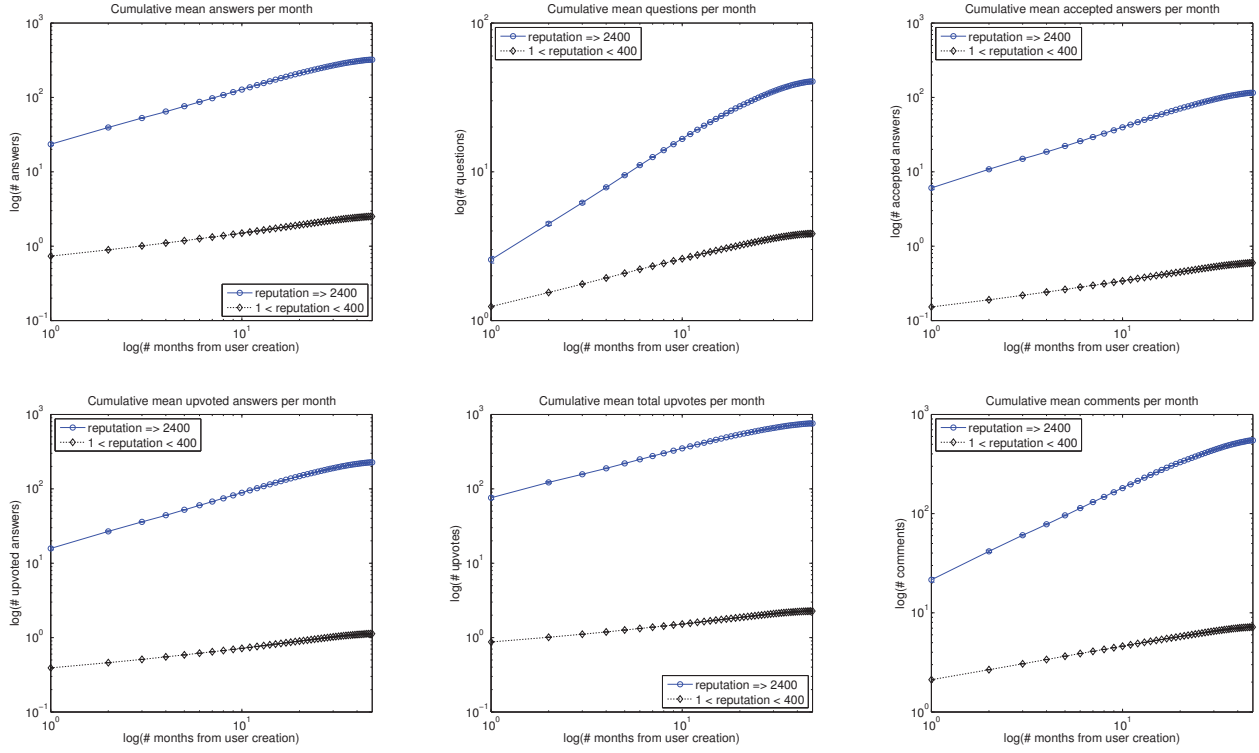 Cumulative mean answers per month
10^3
10^2
10^1
10^0
10^-1
log(# answers)
reputation => 2400
1 < reputation < 400
10^0
10^1
log(# months from user creation)
Cumulative mean questions per month
10^2
10^1
10^0
log(# questions)
reputation => 2400
1 < reputation < 400
10^0
10^1
log(# months from user creation)
Cumulative mean accepted answers per month
10^3
10^2
10^1
10^0
10^-1
log(# accepted answers)
reputation => 2400
1 < reputation < 400
10^0
10^1
log(# months from user creation)
Cumulative mean upvoted answers per month
10^3
10^2
10^1
10^0
10^-1
log(# upvoted answers)
reputation => 2400
1 < reputation < 400
10^0
10^1
log(# months from user creation)
Cumulative mean total upvotes per month
10^3
10^2
10^1
10^0
10^-1
log(# upvotes)
reputation => 2400
1 < reputation < 400
10^0
10^1
log(# months from user creation)
Cumulative mean comments per month
10^3
10^2
10^1
10^0
log(# comments)
reputation => 2400
1 < reputation < 400
10^0
10^1
log(# months from user creation)